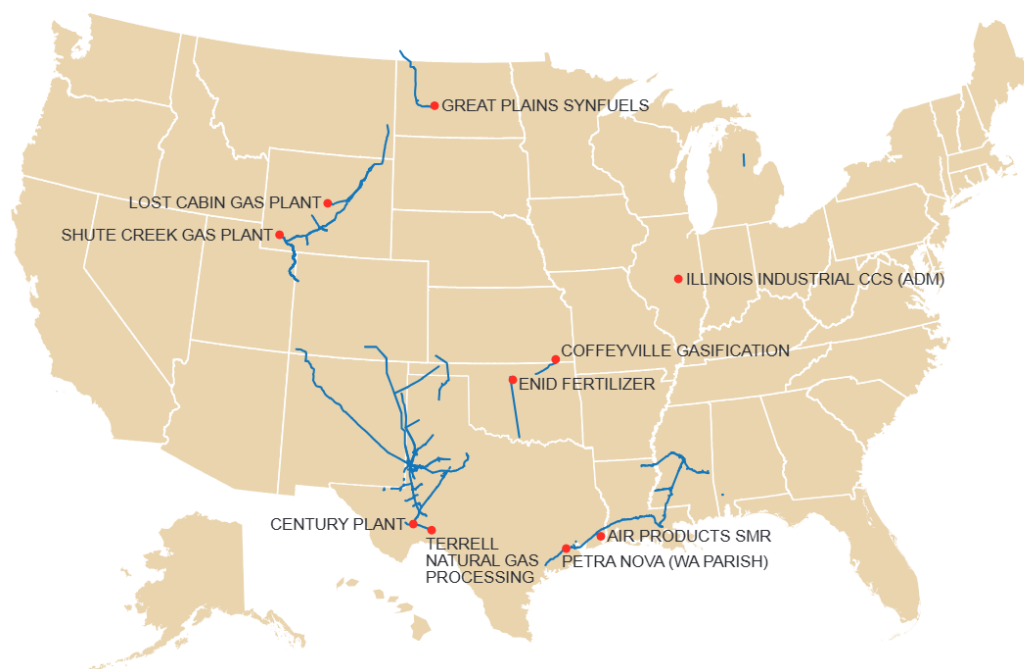 GREAT PLAINS SYNFUELS
LOST CABIN GAS PLANT
SHUTE CREEK GAS PLANT
ILLINOIS INDUSTRIAL CCS (ADM)
COFFEYVILLE GASIFICATION
ENID FERTILIZER
CENTURY PLANT
TERRELL
NATURAL GAS
PROCESSING
AIR PRODUCTS SMR
PETRA NOVA (WA PARISH)